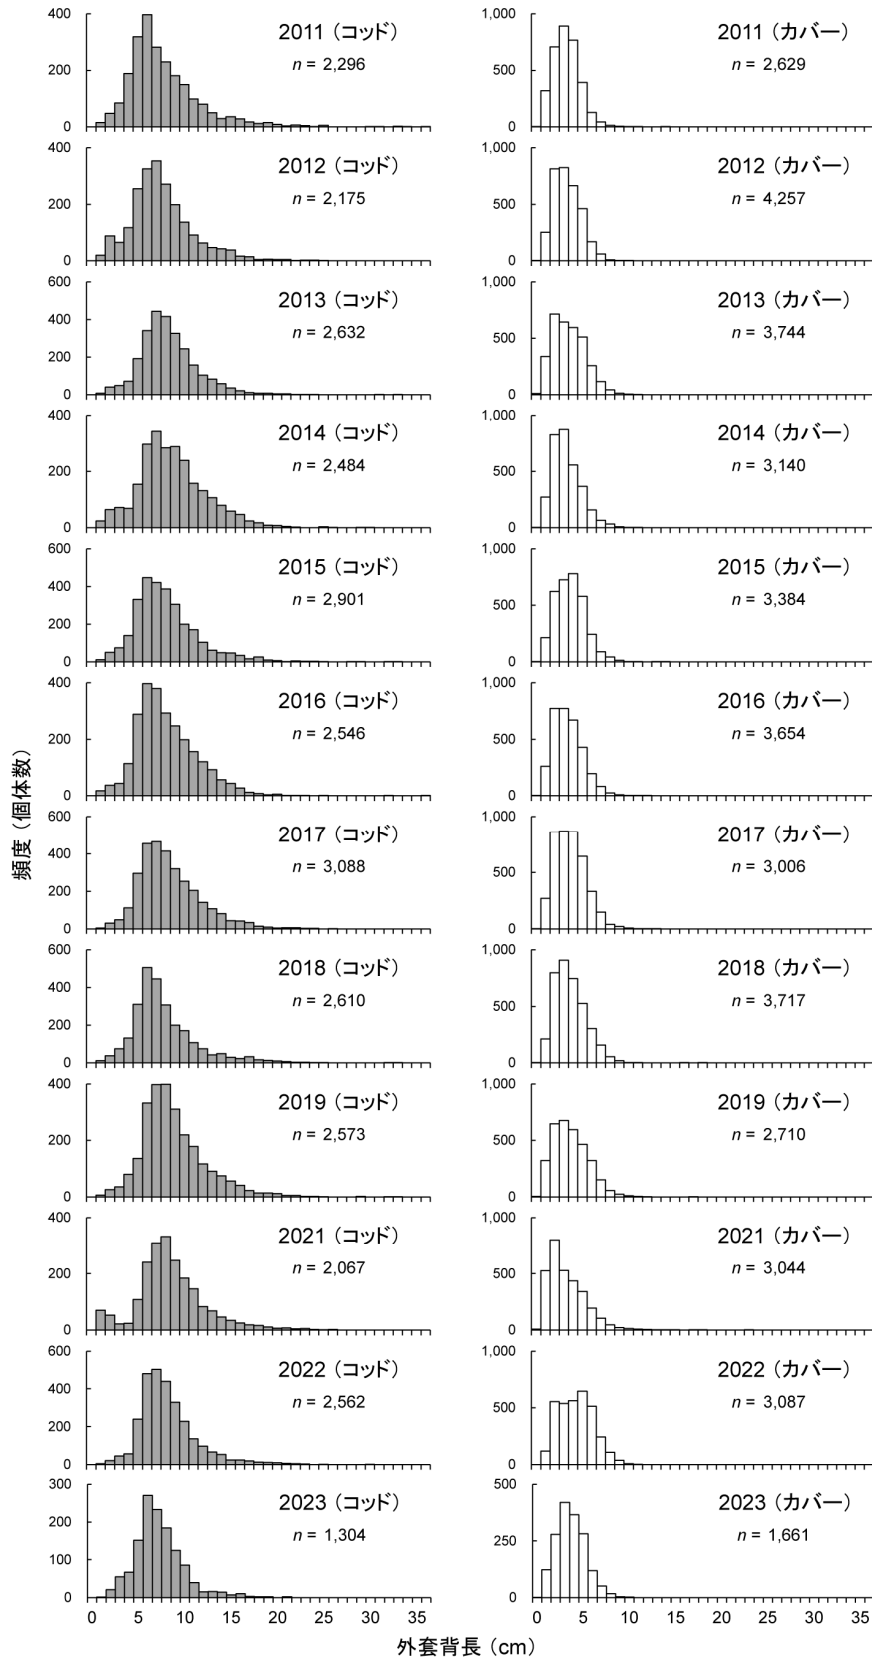 2011（コッド）
n = 2,296
400
200
0
2011（カバー）
n = 2,629
1,000
500
0
2012（コッド）
n = 2,175
400
200
0
2012（カバー）
n = 4,257
1,000
500
0
2013（コッド）
n = 2,632
600
400
200
0
2013（カバー）
n = 3,744
1,000
500
0
2014（コッド）
n = 2,484
400
200
0
2014（カバー）
n = 3,140
1,000
500
0
2015（コッド）
n = 2,901
600
400
200
0
2015（カバー）
n = 3,384
1,000
500
0
2016（コッド）
n = 2,546
400
200
0
2016（カバー）
n = 3,654
1,000
500
0
2017（コッド）
n = 3,088
600
400
200
0
2017（カバー）
n = 3,006
1,000
500
0
2018（コッド）
n = 2,610
600
400
200
0
2018（カバー）
n = 3,717
1,000
500
0
2019（コッド）
n = 2,573
400
200
0
2019（カバー）
n = 2,710
1,000
500
0
2021（コッド）
n = 2,067
400
200
0
2021（カバー）
n = 3,044
1,000
500
0
2022（コッド）
n = 2,562
600
400
200
0
2022（カバー）
n = 3,087
1,000
500
0
2023（コッド）
n = 1,304
300
200
100
0
2023（カバー）
n = 1,661
500
250
0
0 5 10 15 20 25 30 35
0 5 10 15 20 25 30 35
頻度（個体数）
外套背長（cm）